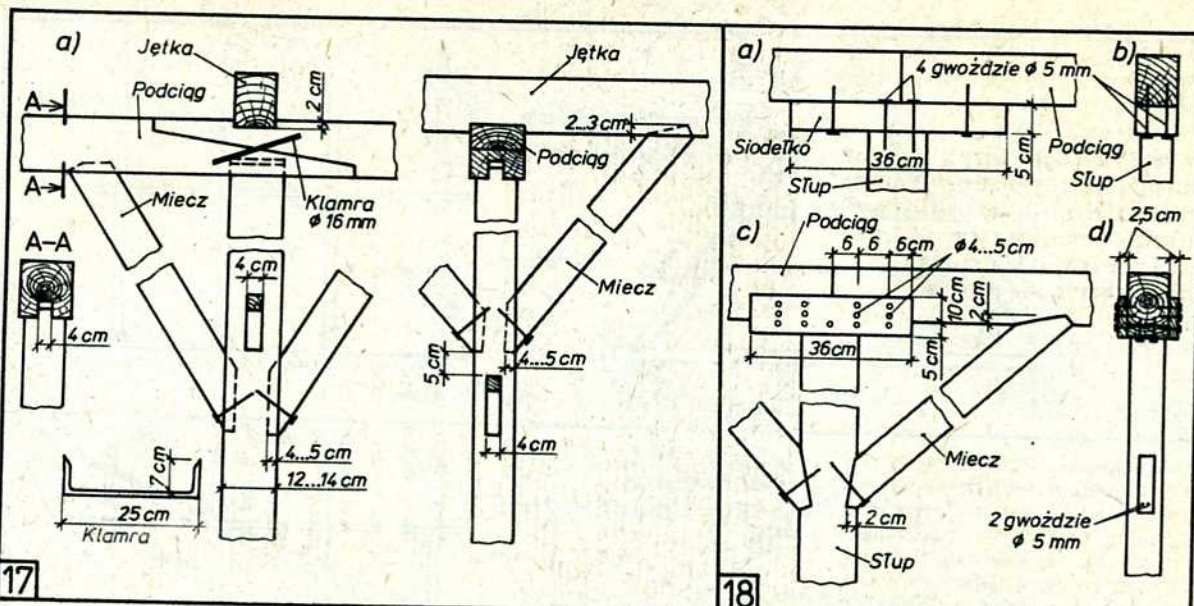 a)
Jętka
Podciąg
2 cm
A
A
Miecz
Klamra
ϕ 16 mm
A-A
4 cm
4 cm
4...5 cm
12...14 cm
7 cm
25 cm
Klamra
17
Jętka
2...3 cm
Podciąg
Miecz
5 cm
4...5 cm
4 cm
a)
4 gwoździe ϕ 5 mm
b)
Siodełko
36 cm
Słup
5 cm
Podciąg
Słup
c)
Podciąg
6
6
6 cm
ϕ 4...5 cm
10 cm
2 cm
36 cm
5 cm
Miecz
2 cm
Słup
d)
2,5 cm
2 gwoździe
ϕ 5 mm
18